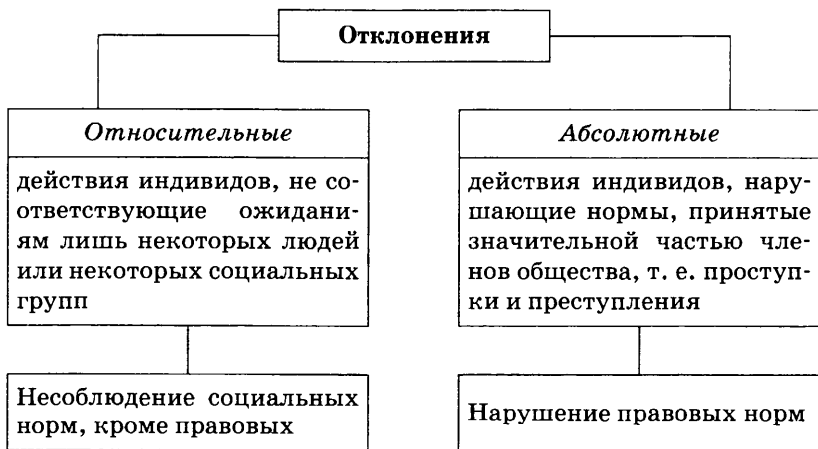 Отклонения
Относительные
действия индивидов, не со-
ответствующие ожидани-
ям лишь некоторых людей
или некоторых социальных
групп
Несоблюдение социальных
норм, кроме правовых
Абсолютные
действия индивидов, нару-
шающие нормы, принятые
значительной частью чле-
нов общества, т. е. проступ-
ки и преступления
Нарушение правовых норм